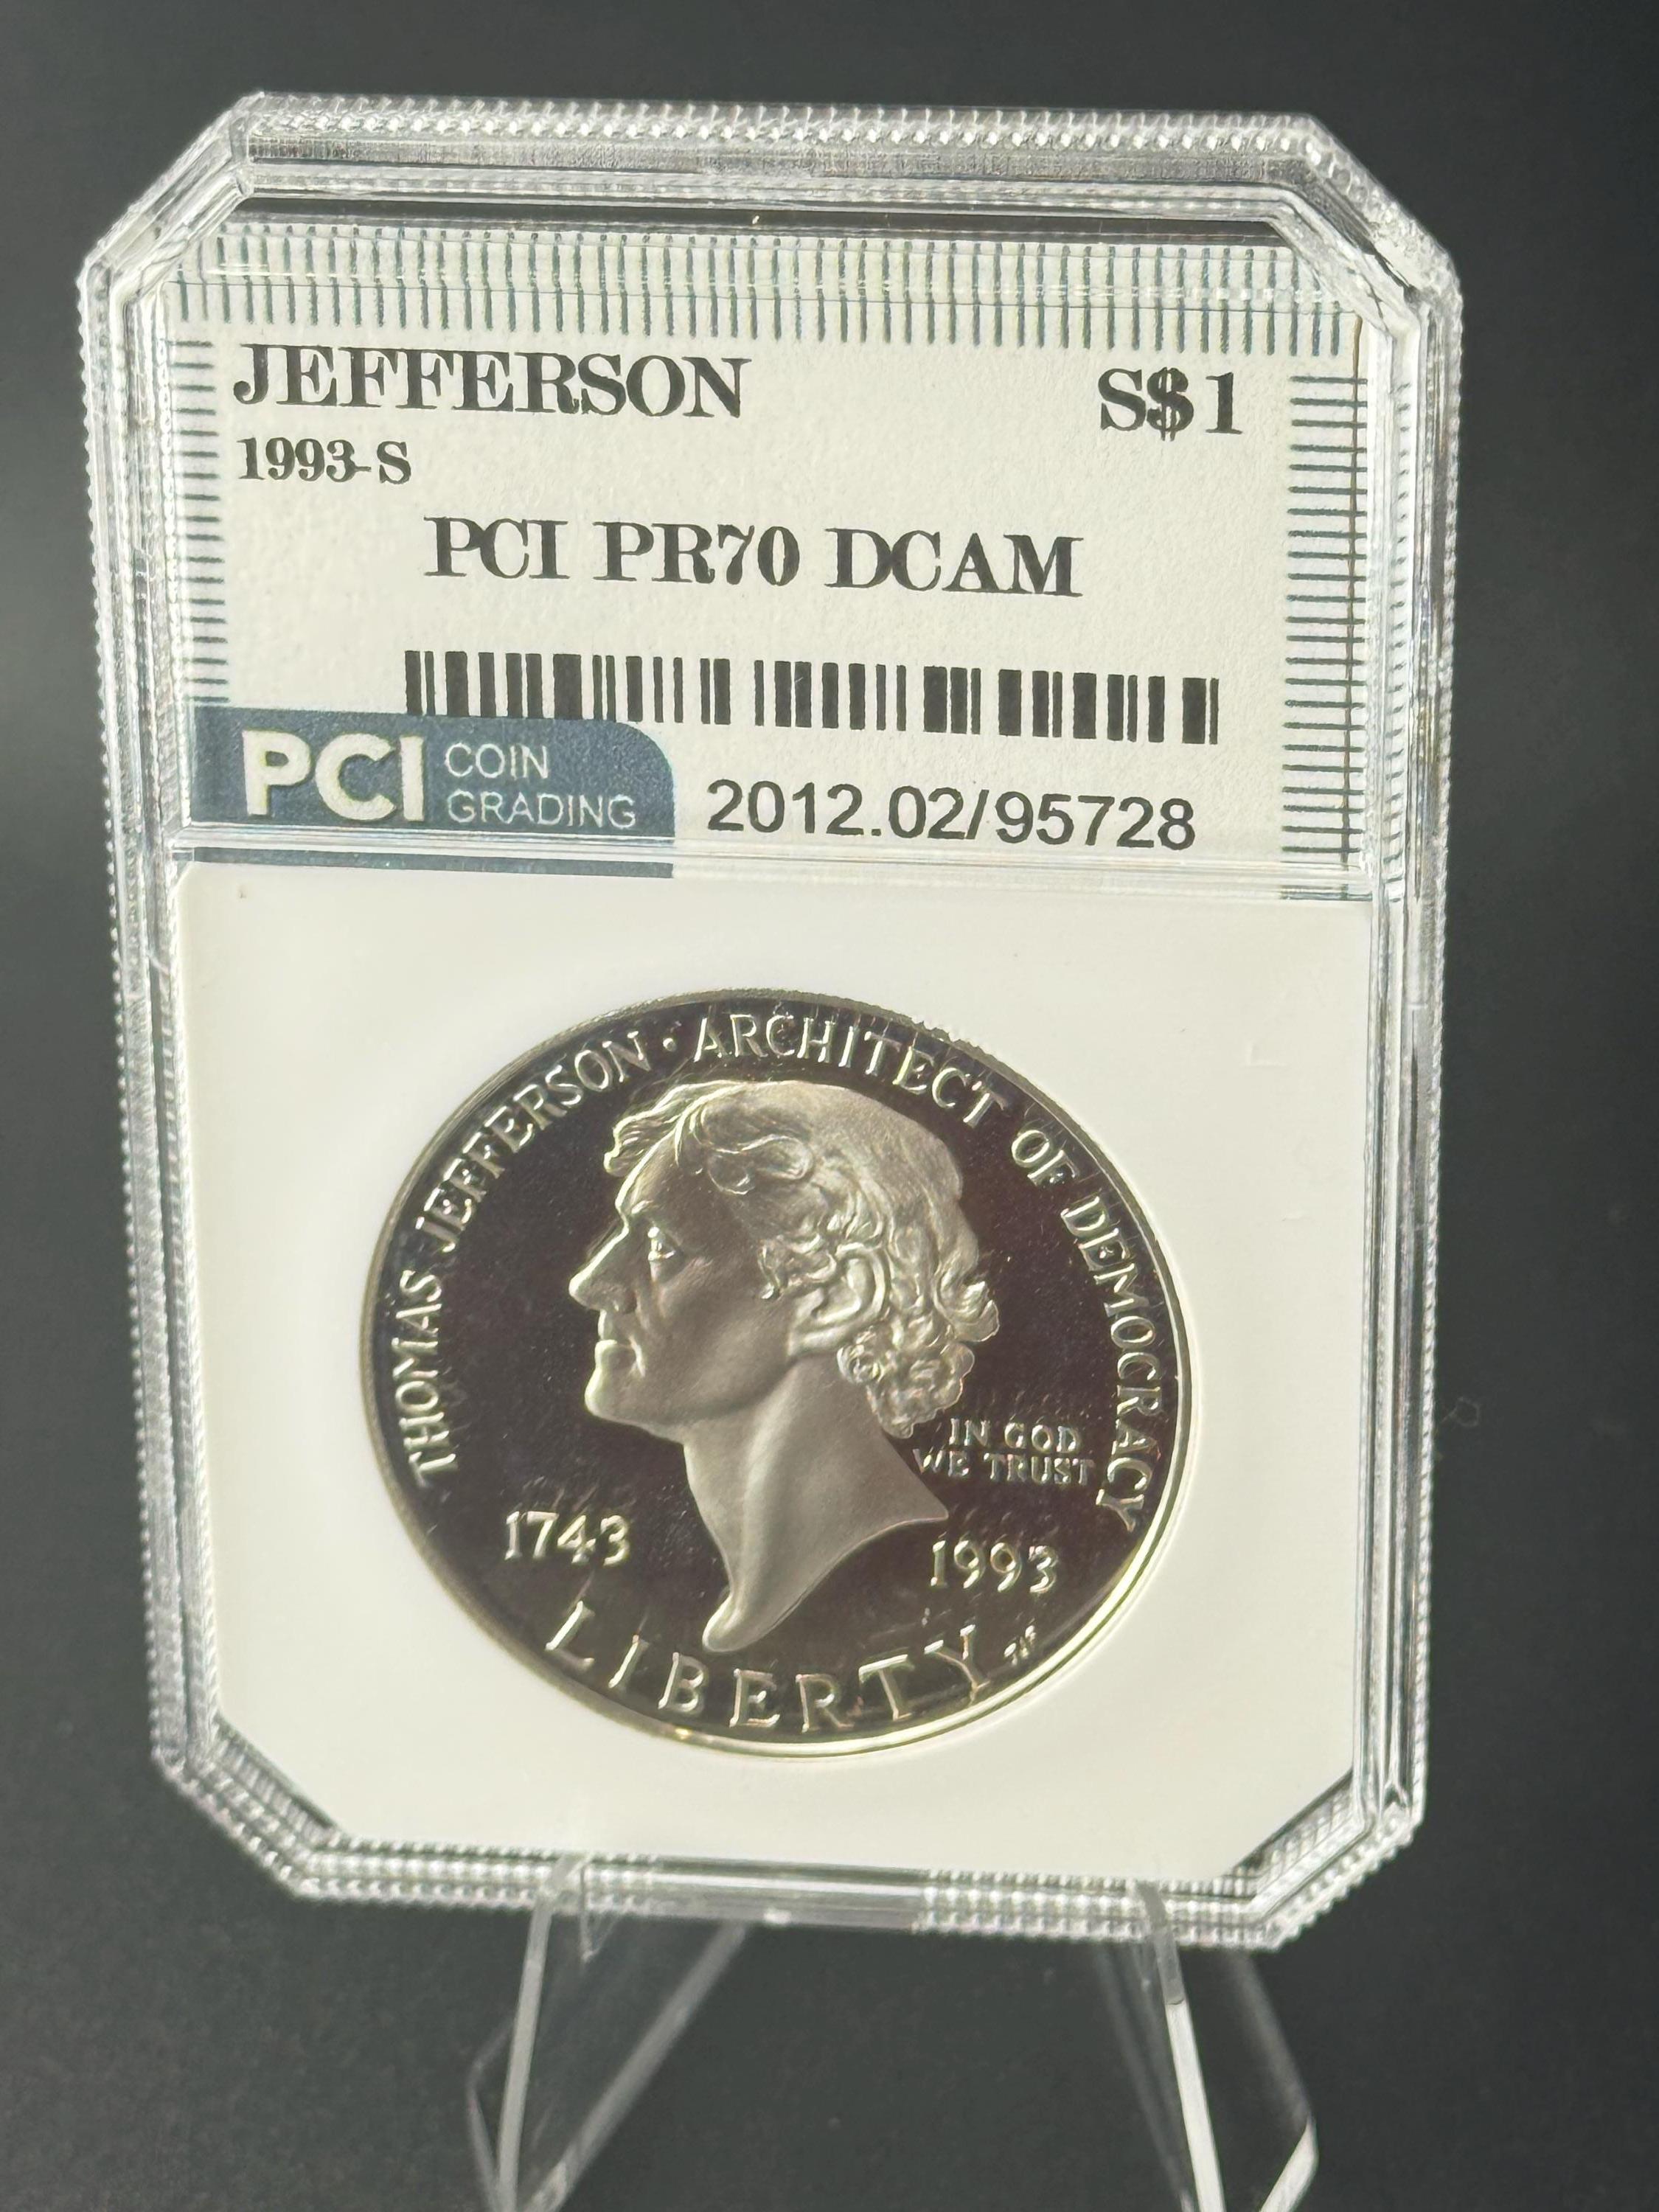 JEFFERSON S$1
1993-S
PCI PR70 DCAM
PCI COIN
GRADING
2012.02/95728
THOMAS JEFFERSON · ARCHITECT OF DEMOCRACY
IN GOD
WE TRUST
1743 1993
LIBERTY